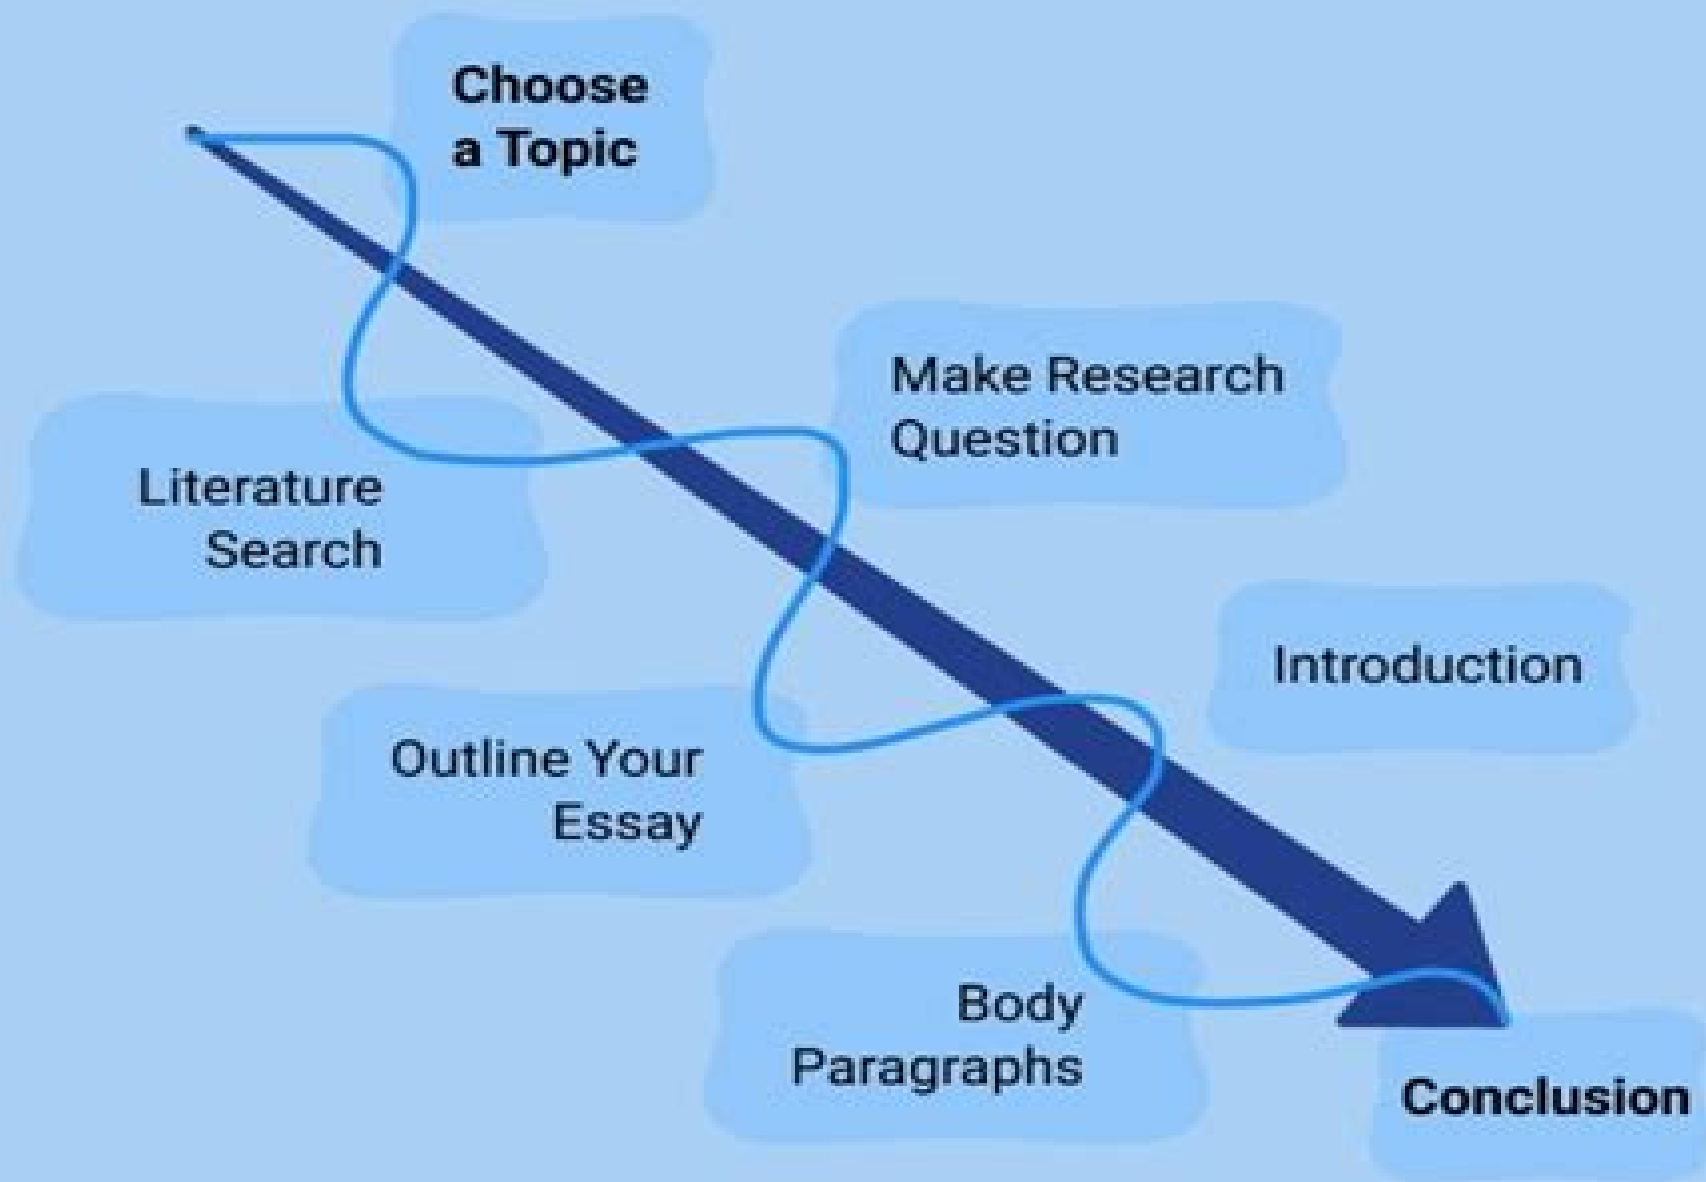 Choose
a Topic
Literature
Search
Make Research
Question
Outline Your
Essay
Introduction
Body
Paragraphs
Conclusion